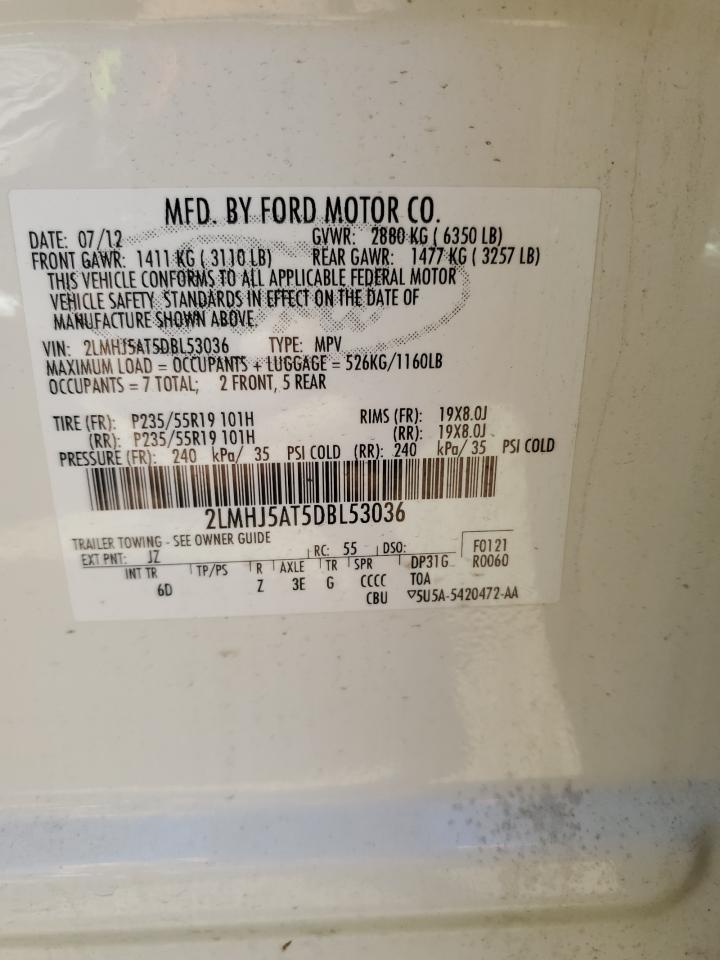 MFD. BY FORD MOTOR CO.
DATE: 07/12 GVWR: 2880 KG ( 6350 LB)
FRONT GAWR: 1411 KG ( 3110 LB) REAR GAWR: 1477 KG ( 3257 LB)
THIS VEHICLE CONFORMS TO ALL APPLICABLE FEDERAL MOTOR
VEHICLE SAFETY STANDARDS IN EFFECT ON THE DATE OF
MANUFACTURE SHOWN ABOVE.
VIN: 2LMHJ5AT5DBL53036 TYPE: MPV
MAXIMUM LOAD = OCCUPANTS + LUGGAGE = 526KG/1160LB
OCCUPANTS = 7 TOTAL; 2 FRONT, 5 REAR
TIRE (FR): P235/55R19 101H RIMS (FR): 19X8.0J
(RR): P235/55R19 101H (RR): 19X8.0J
PRESSURE (FR): 240 kPa/ 35 PSI COLD (RR): 240 kPa/ 35 PSI COLD
2LMHJ5AT5DBL53036
TRAILER TOWING - SEE OWNER GUIDE
EXT PNT: JZ RC: 55 DSO: F0121
INT TR TP/PS R AXLE TR SPR DP31G R0060
6D Z 3E G CCCC TOA
CBU ▽5U5A-5420472-AA